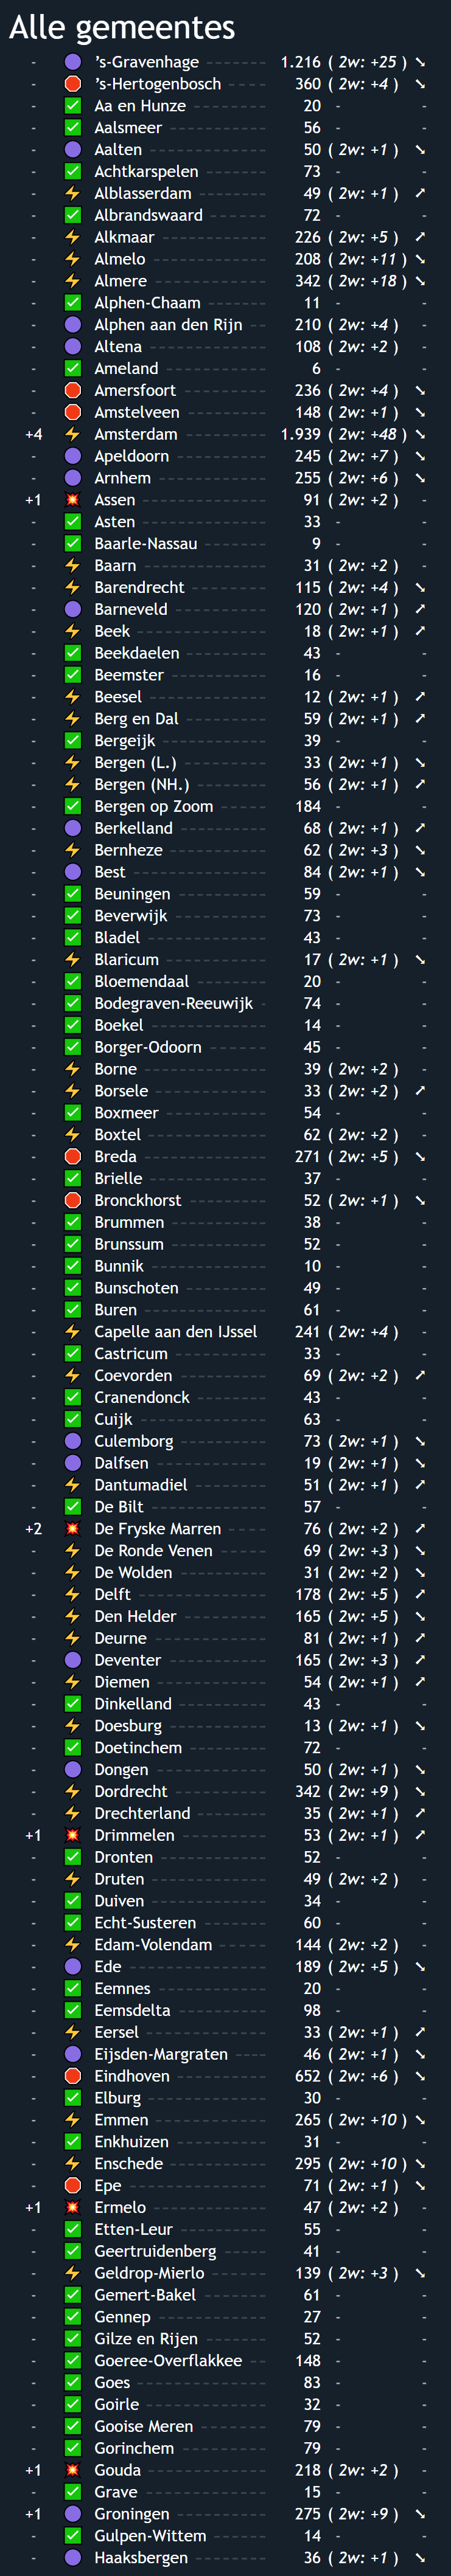 Alle gemeentes
- 's-Gravenhage 1.216 ( 2w: +25 ) ➘
- 's-Hertogenbosch 360 ( 2w: +4 ) ➘
- Aa en Hunze 20 - -
- Aalsmeer 56 - -
- Aalten 50 ( 2w: +1 ) ➘
- Achtkarspelen 73 - -
- Alblasserdam 49 ( 2w: +1 ) ➚
- Albrandswaard 72 - -
- Alkmaar 226 ( 2w: +5 ) ➚
- Almelo 208 ( 2w: +11 ) ➘
- Almere 342 ( 2w: +18 ) ➘
- Alphen-Chaam 11 - -
- Alphen aan den Rijn 210 ( 2w: +4 ) -
- Altena 108 ( 2w: +2 ) -
- Ameland 6 - -
- Amersfoort 236 ( 2w: +4 ) ➘
- Amstelveen 148 ( 2w: +1 ) ➘
+4 Amsterdam 1.939 ( 2w: +48 ) ➘
- Apeldoorn 245 ( 2w: +7 ) ➘
- Arnhem 255 ( 2w: +6 ) ➘
+1 Assen 91 ( 2w: +2 ) -
- Asten 33 - -
- Baarle-Nassau 9 - -
- Baarn 31 ( 2w: +2 ) -
- Barendrecht 115 ( 2w: +4 ) ➘
- Barneveld 120 ( 2w: +1 ) ➚
- Beek 18 ( 2w: +1 ) ➚
- Beekdaelen 43 - -
- Beemster 16 - -
- Beesel 12 ( 2w: +1 ) ➚
- Berg en Dal 59 ( 2w: +1 ) ➚
- Bergeijk 39 - -
- Bergen (L.) 33 ( 2w: +1 ) ➘
- Bergen (NH.) 56 ( 2w: +1 ) ➚
- Bergen op Zoom 184 - -
- Berkelland 68 ( 2w: +1 ) ➚
- Bernheze 62 ( 2w: +3 ) ➘
- Best 84 ( 2w: +1 ) ➘
- Beuningen 59 - -
- Beverwijk 73 - -
- Bladel 43 - -
- Blaricum 17 ( 2w: +1 ) ➘
- Bloemendaal 20 - -
- Bodegraven-Reeuwijk 74 - -
- Boekel 14 - -
- Borger-Odoorn 45 - -
- Borne 39 ( 2w: +2 ) -
- Borsele 33 ( 2w: +2 ) ➚
- Boxmeer 54 - -
- Boxtel 62 ( 2w: +2 ) -
- Breda 271 ( 2w: +5 ) ➘
- Brielle 37 - -
- Bronckhorst 52 ( 2w: +1 ) ➘
- Brummen 38 - -
- Brunssum 52 - -
- Bunnik 10 - -
- Bunschoten 49 - -
- Buren 61 - -
- Capelle aan den IJssel 241 ( 2w: +4 ) -
- Castricum 33 - -
- Coevorden 69 ( 2w: +2 ) ➚
- Cranendonck 43 - -
- Cuijk 63 - -
- Culemborg 73 ( 2w: +1 ) ➘
- Dalfsen 19 ( 2w: +1 ) ➘
- Dantumadiel 51 ( 2w: +1 ) ➚
- De Bilt 57 - -
+2 De Fryske Marren 76 ( 2w: +2 ) ➚
- De Ronde Venen 69 ( 2w: +3 ) ➘
- De Wolden 31 ( 2w: +2 ) ➘
- Delft 178 ( 2w: +5 ) ➚
- Den Helder 165 ( 2w: +5 ) ➘
- Deurne 81 ( 2w: +1 ) ➚
- Deventer 165 ( 2w: +3 ) ➚
- Diemen 54 ( 2w: +1 ) ➚
- Dinkelland 43 - -
- Doesburg 13 ( 2w: +1 ) ➘
- Doetinchem 72 - -
- Dongen 50 ( 2w: +1 ) ➘
- Dordrecht 342 ( 2w: +9 ) ➘
- Drechterland 35 ( 2w: +1 ) ➚
+1 Drimmelen 53 ( 2w: +1 ) ➚
- Dronten 52 - -
- Druten 49 ( 2w: +2 ) -
- Duiven 34 - -
- Echt-Susteren 60 - -
- Edam-Volendam 144 ( 2w: +2 ) -
- Ede 189 ( 2w: +5 ) ➘
- Eemnes 20 - -
- Eemsdelta 98 - -
- Eersel 33 ( 2w: +1 ) ➚
- Eijsden-Margraten 46 ( 2w: +1 ) ➘
- Eindhoven 652 ( 2w: +6 ) ➘
- Elburg 30 - -
- Emmen 265 ( 2w: +10 ) ➘
- Enkhuizen 31 - -
- Enschede 295 ( 2w: +10 ) ➘
- Epe 71 ( 2w: +1 ) ➘
+1 Ermelo 47 ( 2w: +2 ) -
- Etten-Leur 55 - -
- Geertruidenberg 41 - -
- Geldrop-Mierlo 139 ( 2w: +3 ) ➘
- Gemert-Bakel 61 - -
- Gennep 27 - -
- Gilze en Rijen 52 - -
- Goeree-Overflakkee 148 - -
- Goes 83 - -
- Goirle 32 - -
- Gooise Meren 79 - -
- Gorinchem 79 - -
+1 Gouda 218 ( 2w: +2 ) -
- Grave 15 - -
+1 Groningen 275 ( 2w: +9 ) ➘
- Gulpen-Wittem 14 - -
- Haaksbergen 36 ( 2w: +1 ) ➘